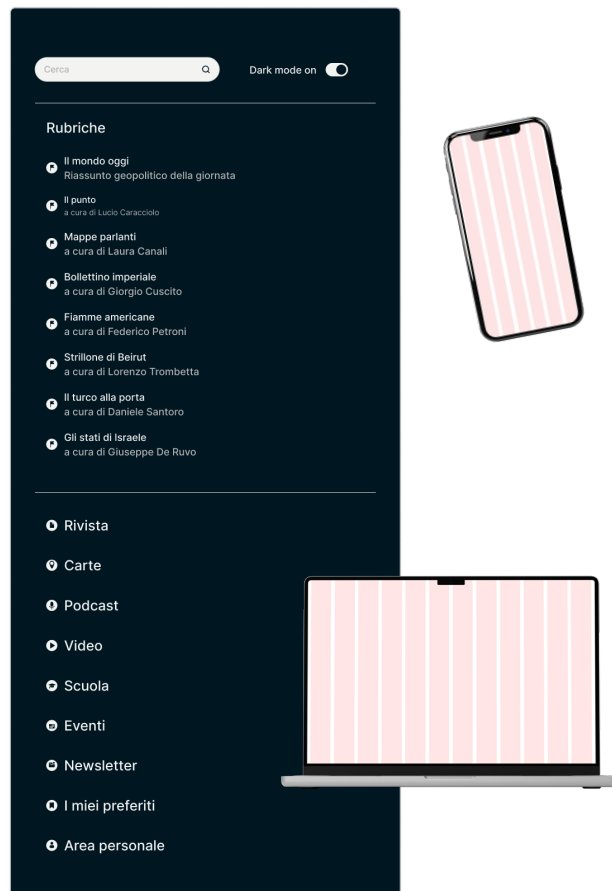 Cerca
Dark mode on
Rubriche
Il mondo oggi
Riassunto geopolitico della giornata
Il punto
a cura di Lucio Caracciolo
Mappe parlanti
a cura di Laura Canali
Bollettino imperiale
a cura di Giorgio Cuscito
Fiamme americane
a cura di Federico Petroni
Strillone di Beirut
a cura di Lorenzo Trombetta
Il turco alla porta
a cura di Daniele Santoro
Gli stati di Israele
a cura di Giuseppe De Ruvo
Rivista
Carte
Podcast
Video
Scuola
Eventi
Newsletter
I miei preferiti
Area personale